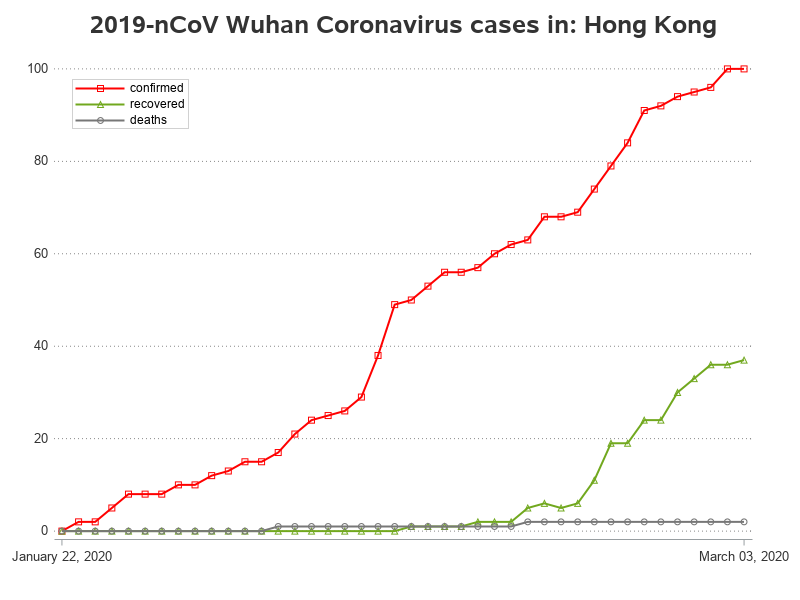 2019-nCoV Wuhan Coronavirus cases in: Hong Kong
100
confirmed
recovered
deaths
80
60
40
20
0
January 22, 2020
March 03, 2020